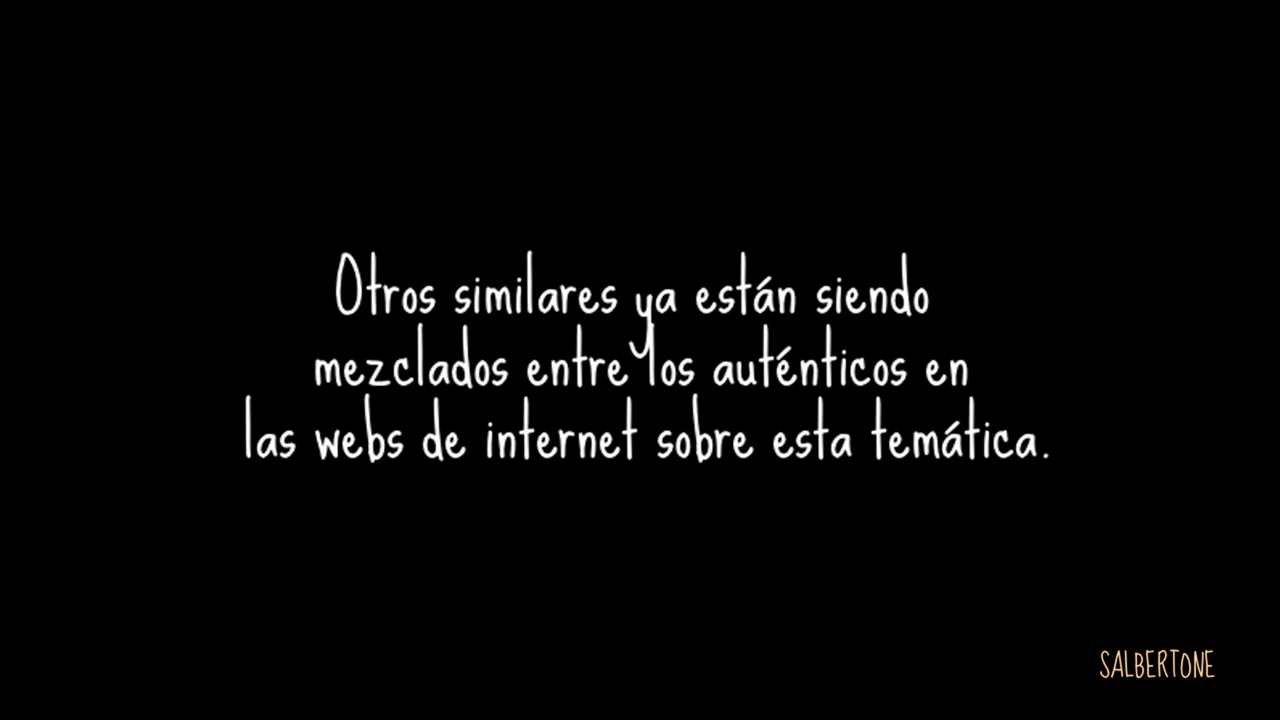 Otros similares ya están siendo
mezclados entre los auténticos en
las webs de internet sobre esta temática.
SALBERTONE